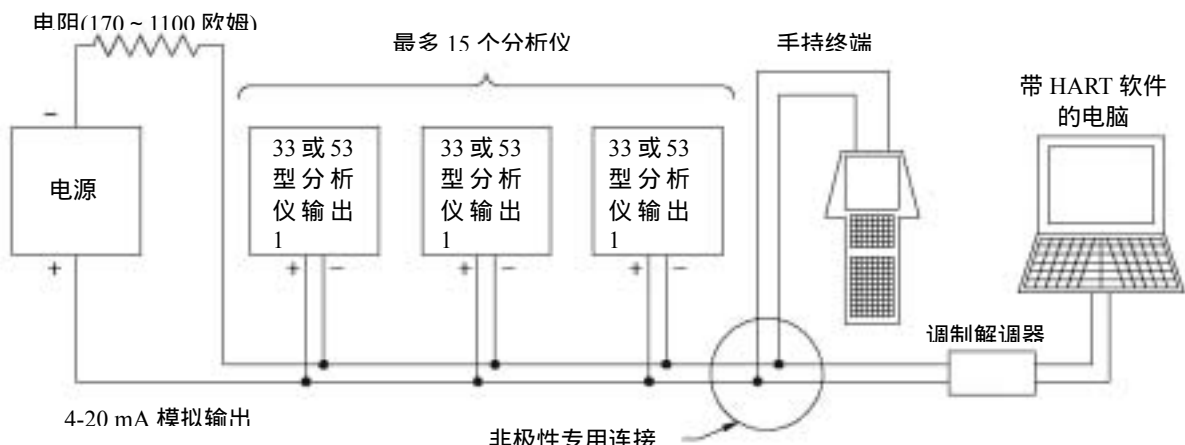 电阻(170 ~ 1100 欧姆)
最多 15 个分析仪
手持终端
带 HART 软件
的电脑
−
电源
+
33 或 53
型 分 析
仪 输 出
1
+ −
33 或 53
型 分 析
仪 输 出
1
+ −
33 或 53
型 分 析
仪 输 出
1
+ −
调制解调器
4-20 mA 模拟输出
非极性专用连接